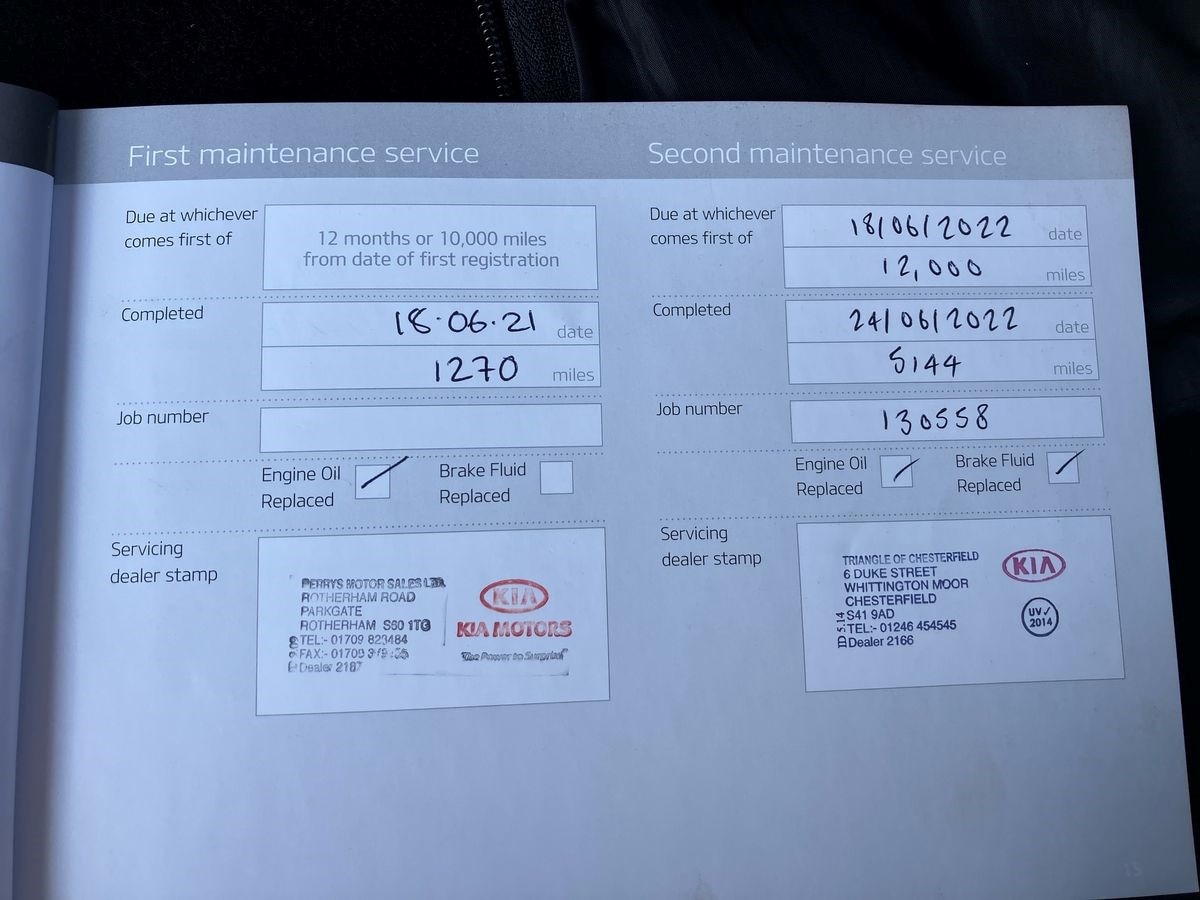 First maintenance service
Due at whichever
comes first of
12 months or 10,000 miles
from date of first registration
Completed
18.06.21 date
1270 miles
Job number
Engine Oil
Replaced
Brake Fluid
Replaced
Servicing
dealer stamp
PERRYS MOTOR SALES LTD
ROTHERHAM ROAD
PARKGATE
ROTHERHAM S60 1TG
TEL:- 01709 823484
FAX:- 01709
Dealer 2187
KIA
KIA MOTORS
"The Power to Surprise"
Second maintenance service
Due at whichever
comes first of
18/06/2022 date
12,000 miles
Completed
24/06/2022 date
5144 miles
Job number
130558
Engine Oil
Replaced
Brake Fluid
Replaced
Servicing
dealer stamp
TRIANGLE OF CHESTERFIELD
6 DUKE STREET
WHITTINGTON MOOR
CHESTERFIELD
S41 9AD
TEL:- 01246 454545
Dealer 2166
KIA
UV✓
2014
15